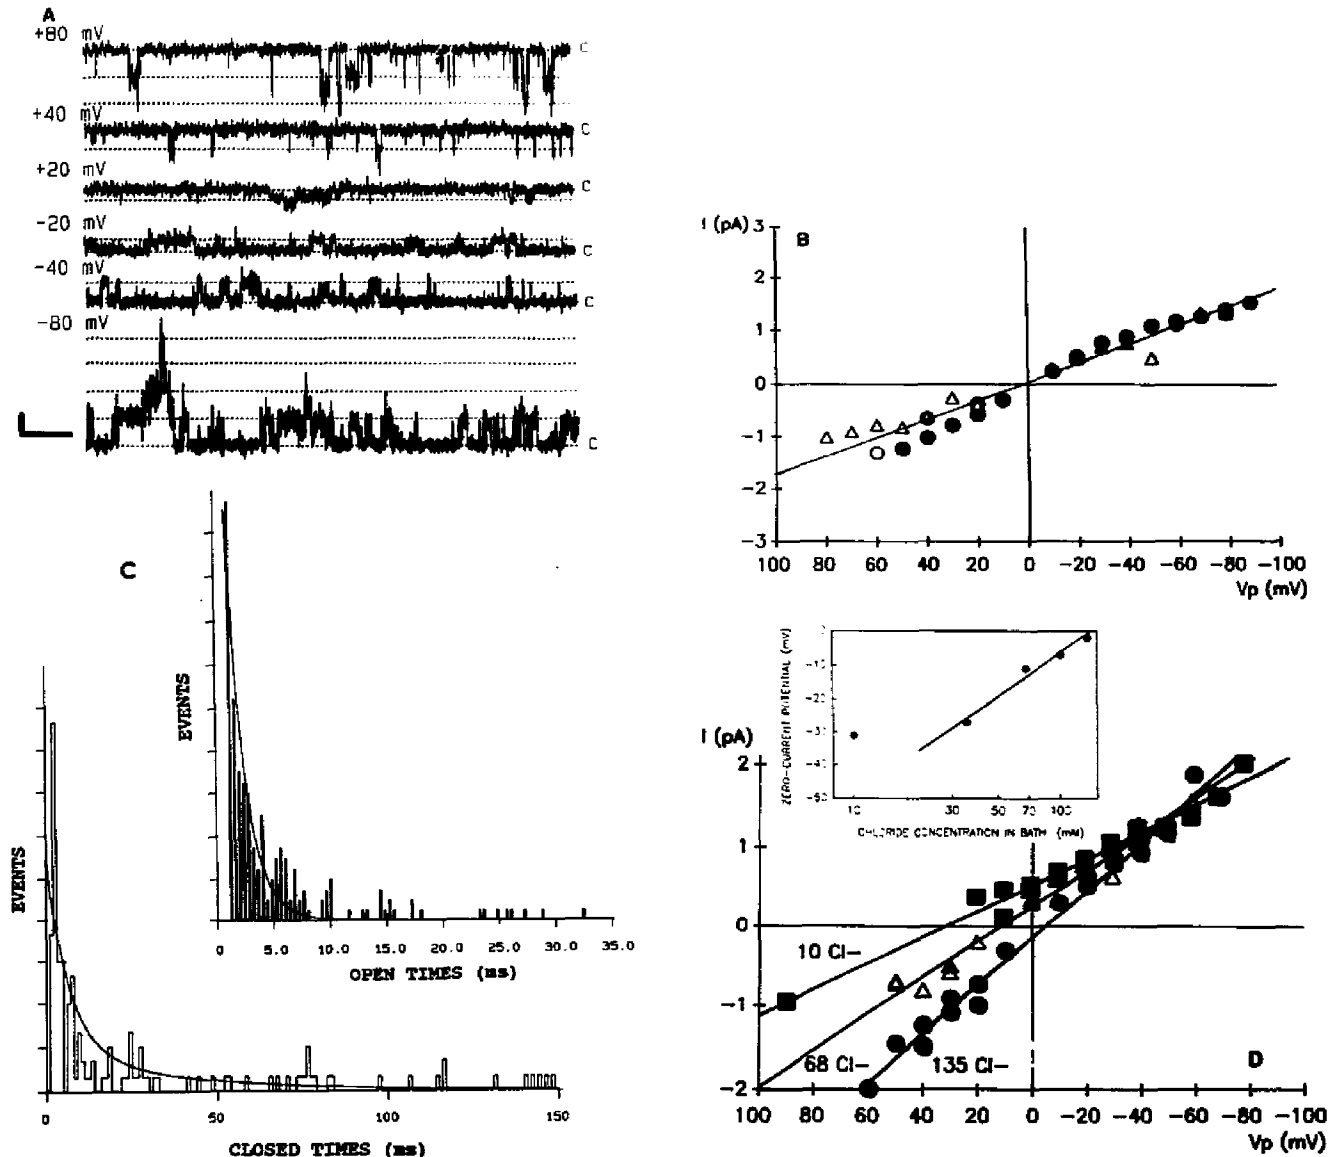 A
+80 mV
c
+40 mV
c
+20 mV
c
-20 mV
c
-40 mV
c
-80 mV
c
B
I (pA)
3
2
1
0
-1
-2
-3
100 80 60 40 20 0 -20 -40 -60 -80 -100
Vp (mV)
C
EVENTS
0 5.0 10.0 15.0 20.0 25.0 30.0 35.0
OPEN TIMES (ms)
EVENTS
0 50 100 150
CLOSED TIMES (ms)
ZERO-CURRENT POTENTIAL (mV)
-10
-20
-30
-40
-50
10 30 50 70 100
CHLORIDE CONCENTRATION IN BATH (mM)
I (pA)
2
1
0
-1
-2
10 Cl-
68 Cl-
135 Cl-
D
100 80 60 40 20 0 -20 -40 -60 -80 -100
Vp (mV)